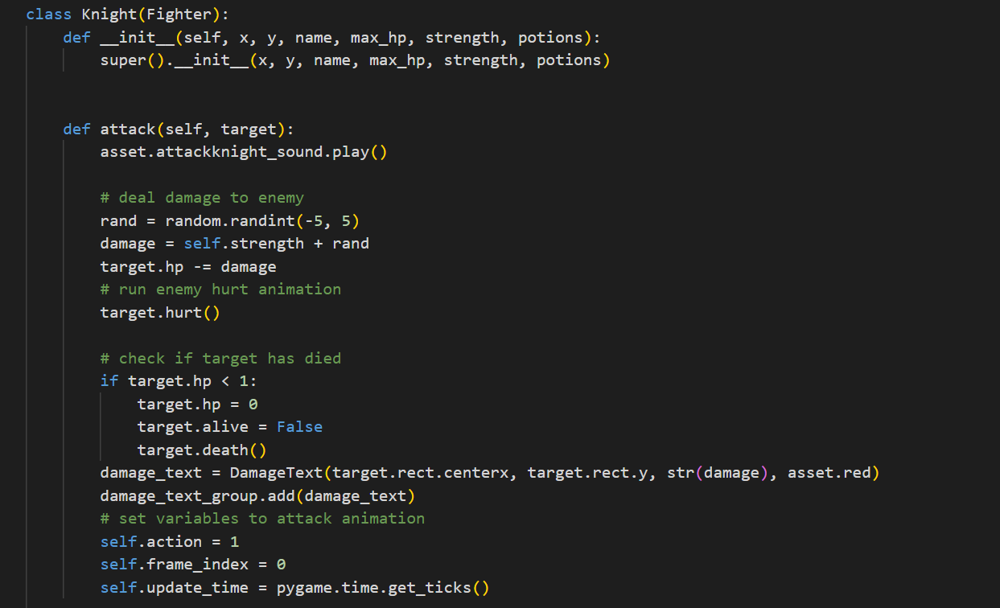 class Knight(Fighter):
    def __init__(self, x, y, name, max_hp, strength, potions):
        super().__init__(x, y, name, max_hp, strength, potions)
    def attack(self, target):
        asset.attackknight_sound.play()
        # deal damage to enemy
        rand = random.randint(-5, 5)
        damage = self.strength + rand
        target.hp -= damage
        # run enemy hurt animation
        target.hurt()
        # check if target has died
        if target.hp < 1:
            target.hp = 0
            target.alive = False
            target.death()
        damage_text = DamageText(target.rect.centerx, target.rect.y, str(damage), asset.red)
        damage_text_group.add(damage_text)
        # set variables to attack animation
        self.action = 1
        self.frame_index = 0
        self.update_time = pygame.time.get_ticks()